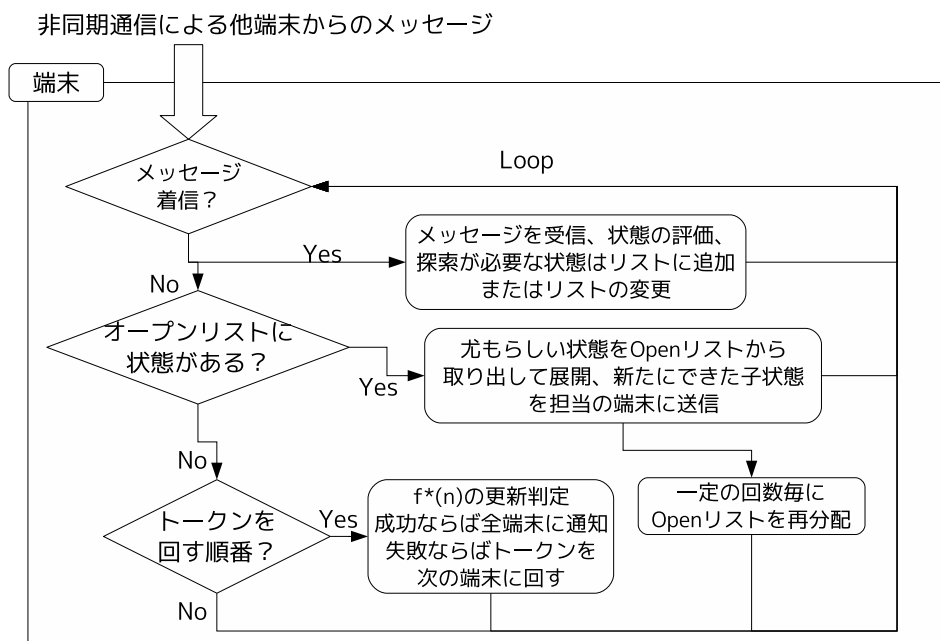 非同期通信による他端末からのメッセージ
端末
メッセージ
着信？
Loop
Yes
メッセージを受信、状態の評価、
探索が必要な状態はリストに追加
またはリストの変更
No
オープンリストに
状態がある？
Yes
尤もらしい状態をOpenリストから
取り出して展開、新たにできた子状態
を担当の端末に送信
No
トークンを
回す順番？
Yes
f*(n)の更新判定
成功ならば全端末に通知
失敗ならばトークンを
次の端末に回す
一定の回数毎に
Openリストを再分配
No